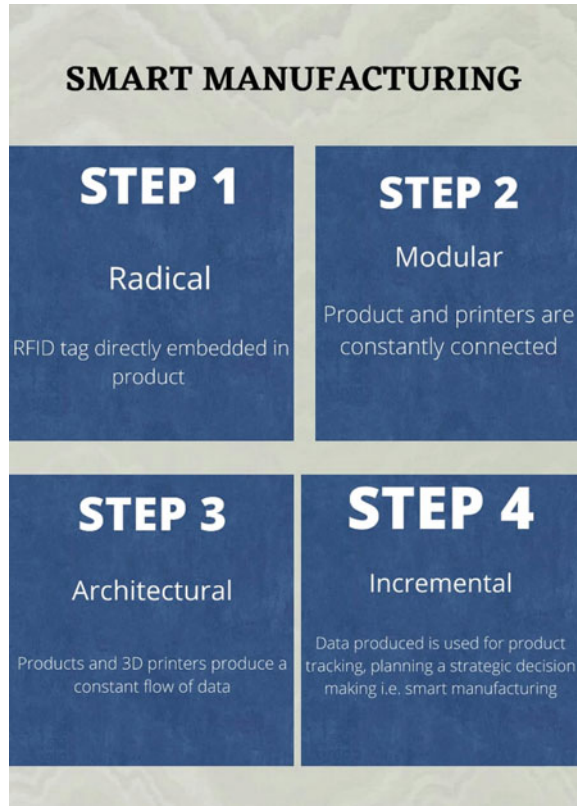 SMART MANUFACTURING
STEP 1
Radical
RFID tag directly embedded in
product
STEP 2
Modular
Product and printers are
constantly connected
STEP 3
Architectural
Products and 3D printers produce a
constant flow of data
STEP 4
Incremental
Data produced is used for product
tracking, planning a strategic decision
making i.e. smart manufacturing